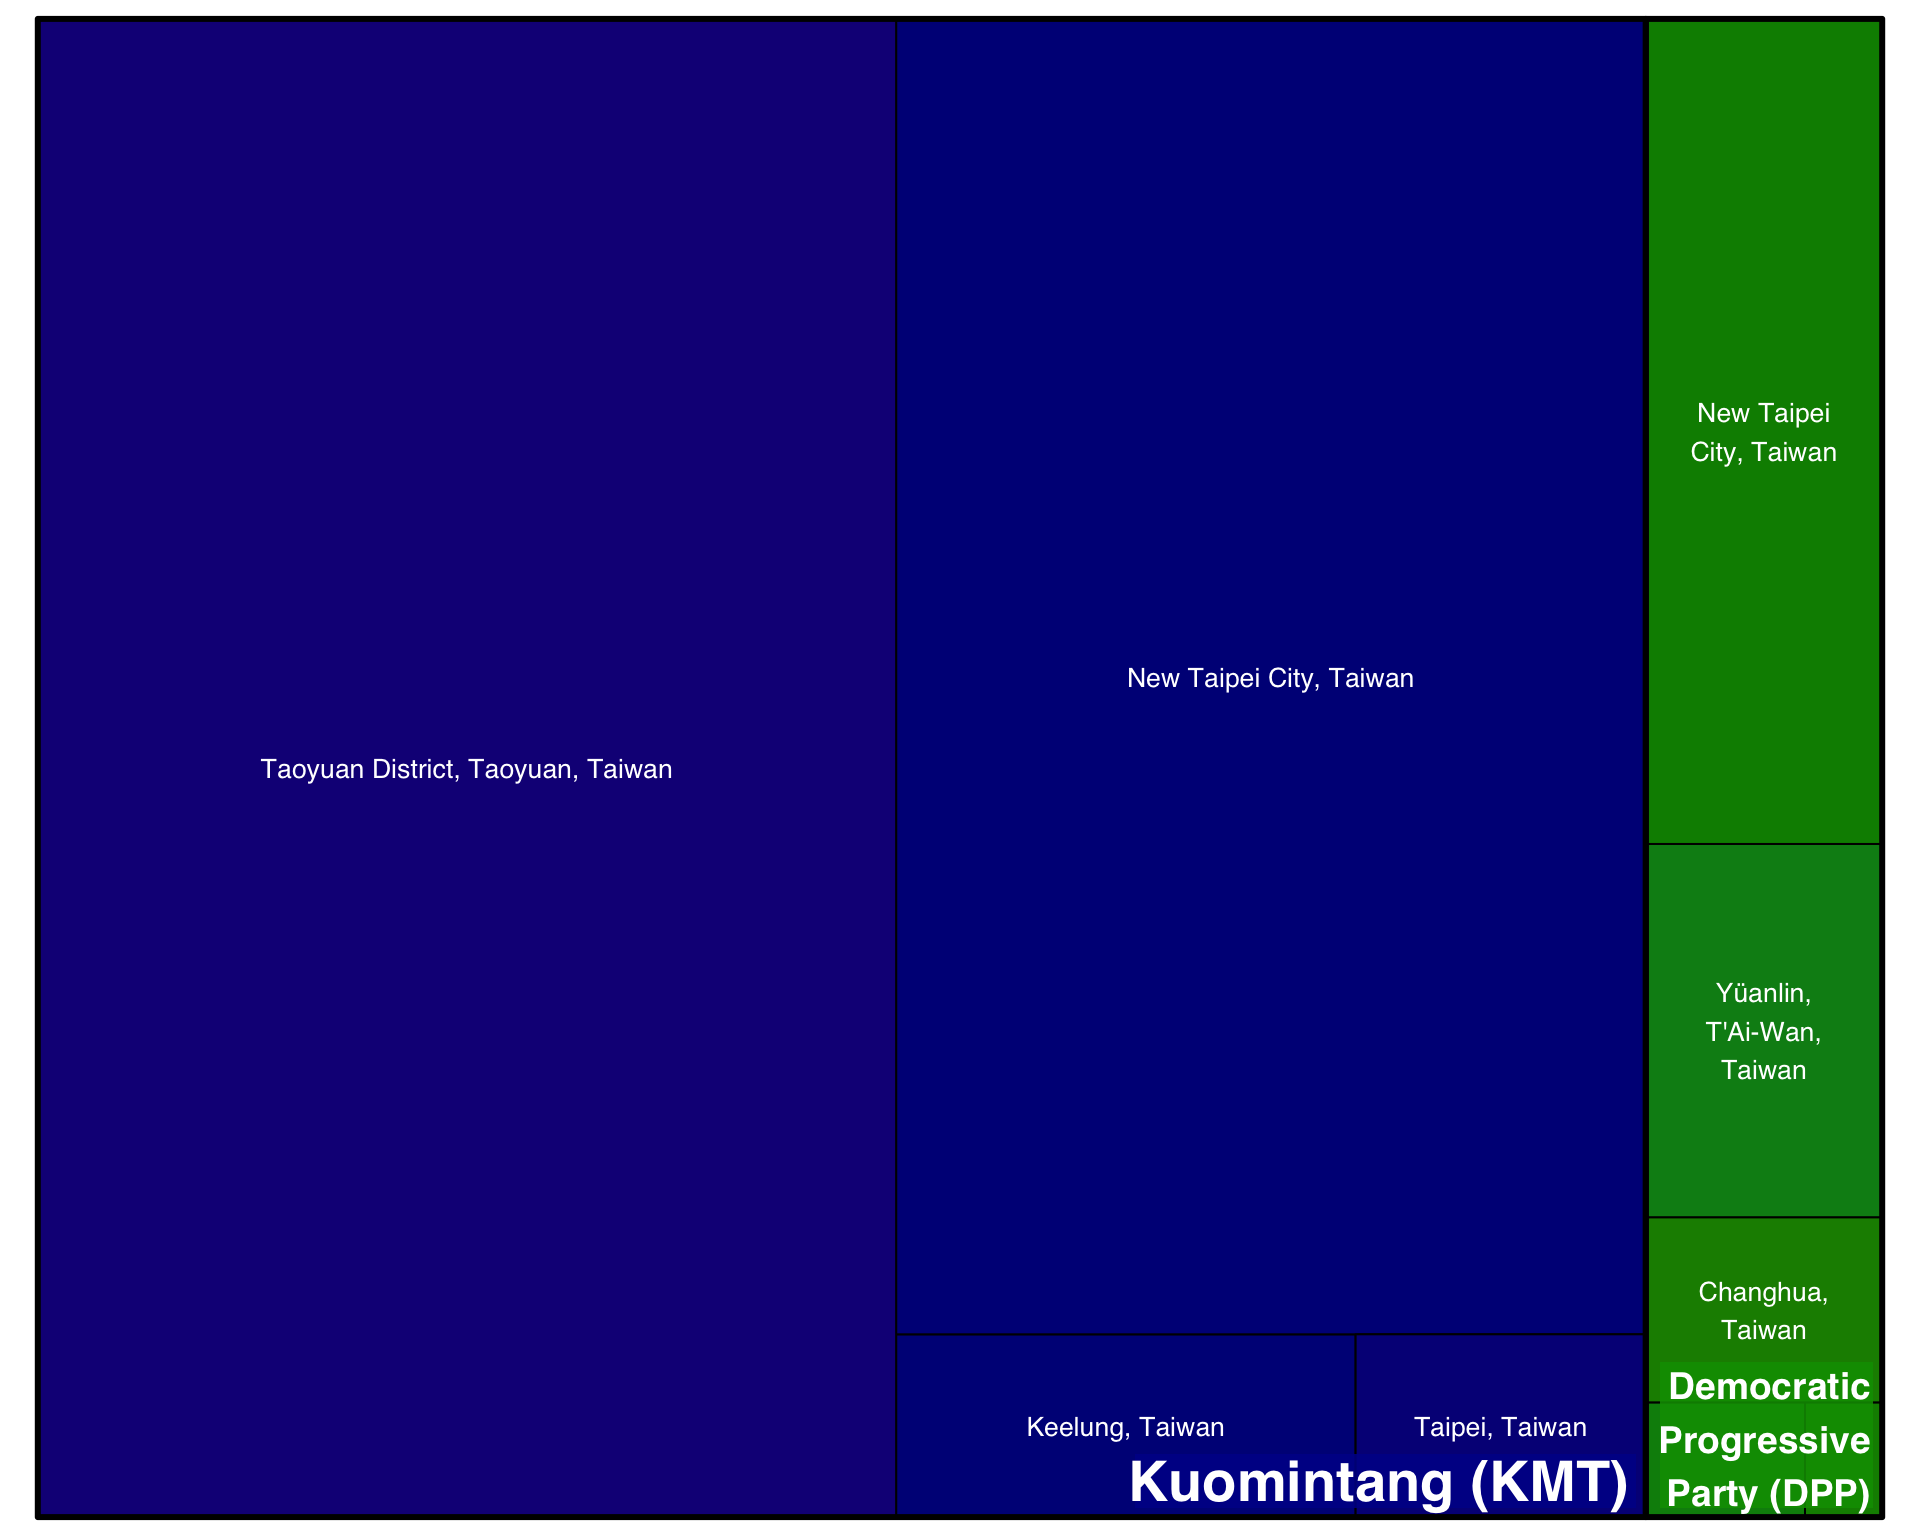 Taoyuan District, Taoyuan, Taiwan
New Taipei City, Taiwan
Keelung, Taiwan
Taipei, Taiwan
Kuomintang (KMT)
New Taipei
City, Taiwan
Yüanlin,
T'Ai-Wan,
Taiwan
Changhua,
Taiwan
Democratic
Progressive
Party (DPP)